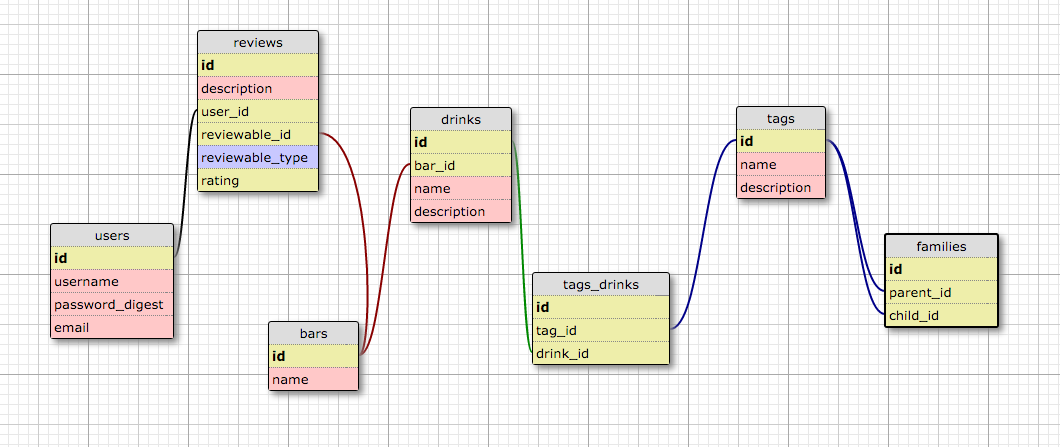 reviews
id
description
user_id
reviewable_id
reviewable_type
rating
users
id
username
password_digest
email
bars
id
name
drinks
id
bar_id
name
description
tags_drinks
id
tag_id
drink_id
tags
id
name
description
families
id
parent_id
child_id